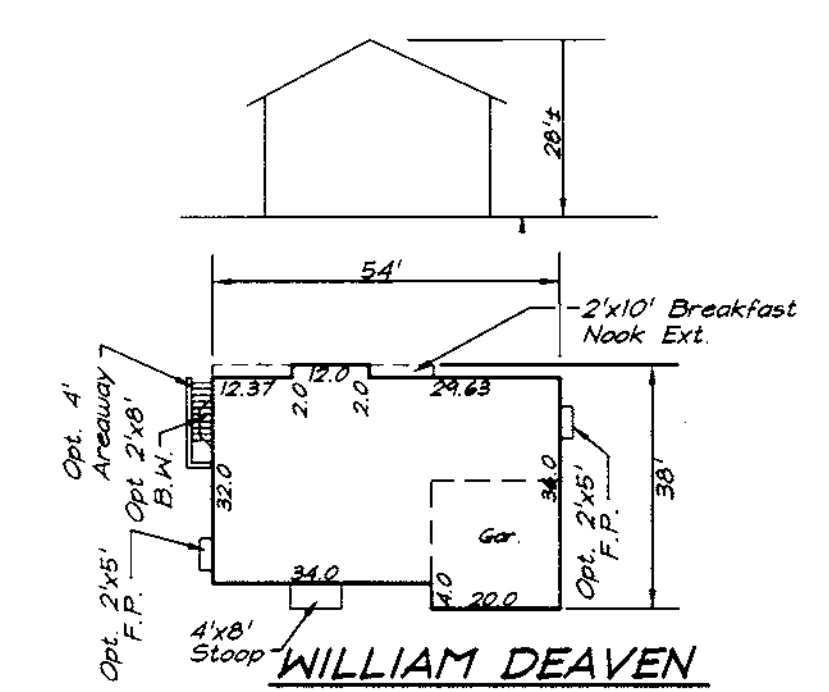 28'±
54'
2'x10' Breakfast
Nook Ext.
12.37
12.0
2.0
2.0
29.63
Opt. 4'
Areaway
Opt 2'x8'
B.W.
32.0
38'
Opt. 2'x5'
F.P.
Gar.
Opt. 2'x5'
F.P.
34.0
4.0
20.0
4'x8'
Stoop
WILLIAM DEAVEN